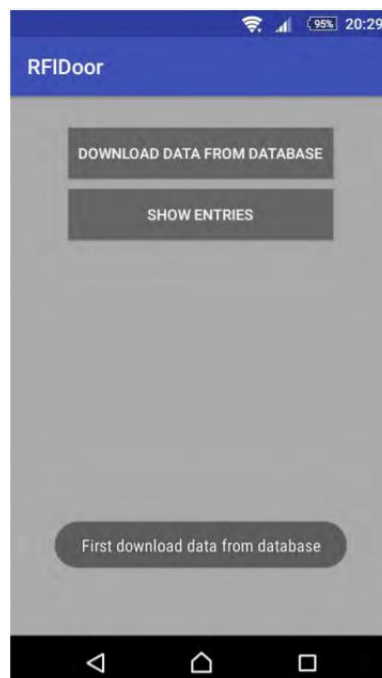 95% 20:29
RFIDoor
DOWNLOAD DATA FROM DATABASE
SHOW ENTRIES
First download data from database